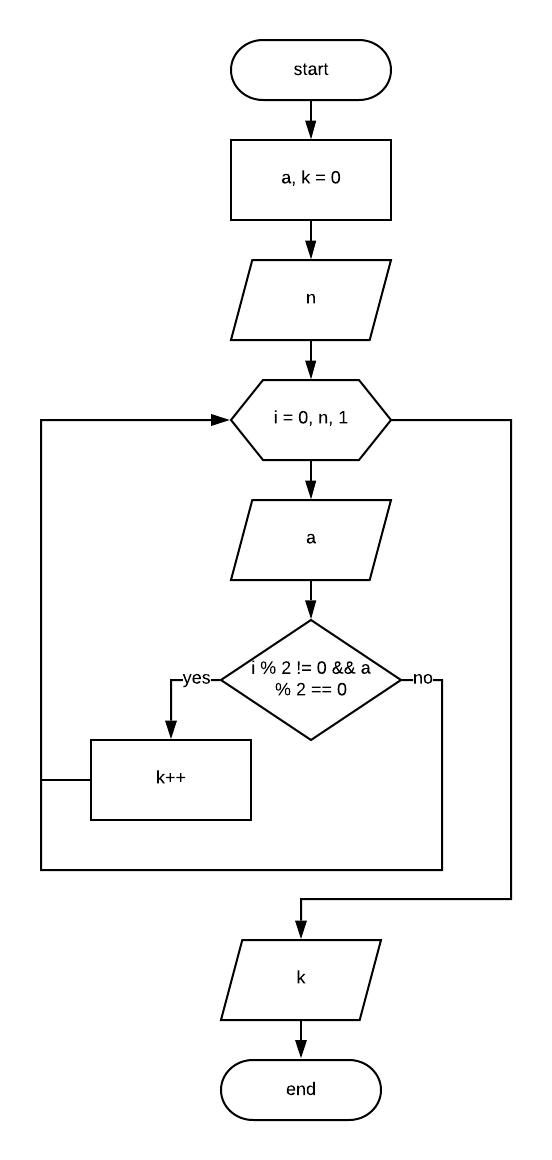 start
a, k = 0
n
i = 0, n, 1
a
i % 2 != 0 && a
% 2 == 0
yes
no
k++
k
end